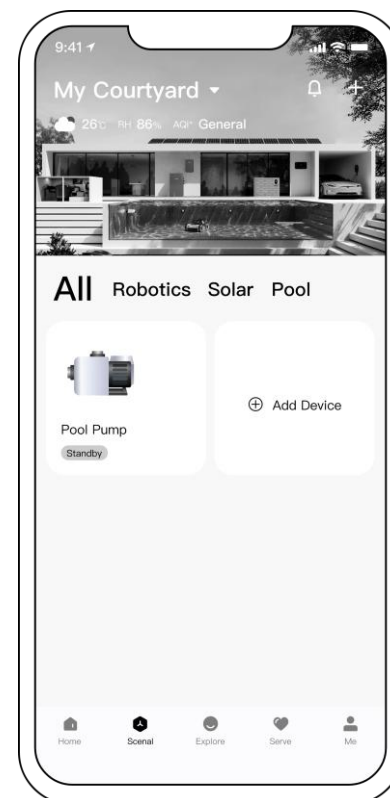 9:41
My Courtyard
26℃ RH 86% AQI* General
All Robotics Solar Pool
Pool Pump
Standby
Add Device
Home Scenal Explore Serve Me